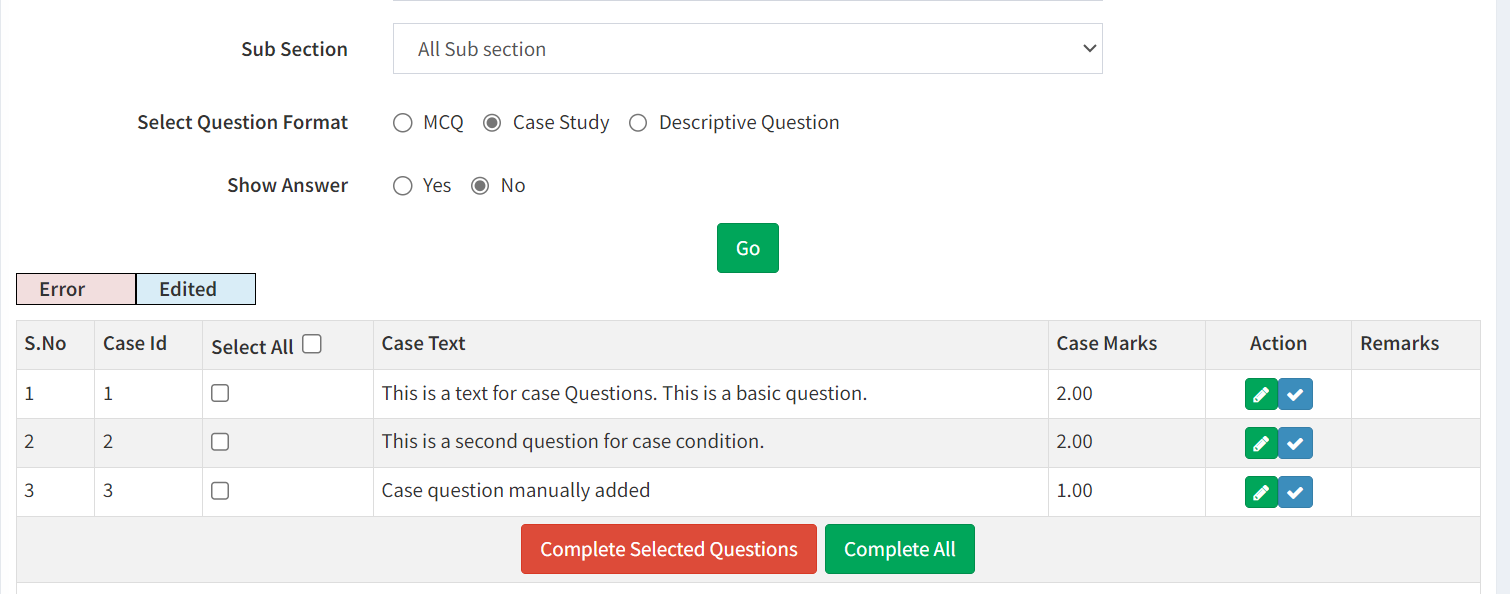 Sub Section All Sub section
Select Question Format MCQ Case Study Descriptive Question
Show Answer Yes No
Go
Error Edited
S.No Case Id Select All Case Text Case Marks Action Remarks
1 1 This is a text for case Questions. This is a basic question. 2.00
2 2 This is a second question for case condition. 2.00
3 3 Case question manually added 1.00
Complete Selected Questions Complete All